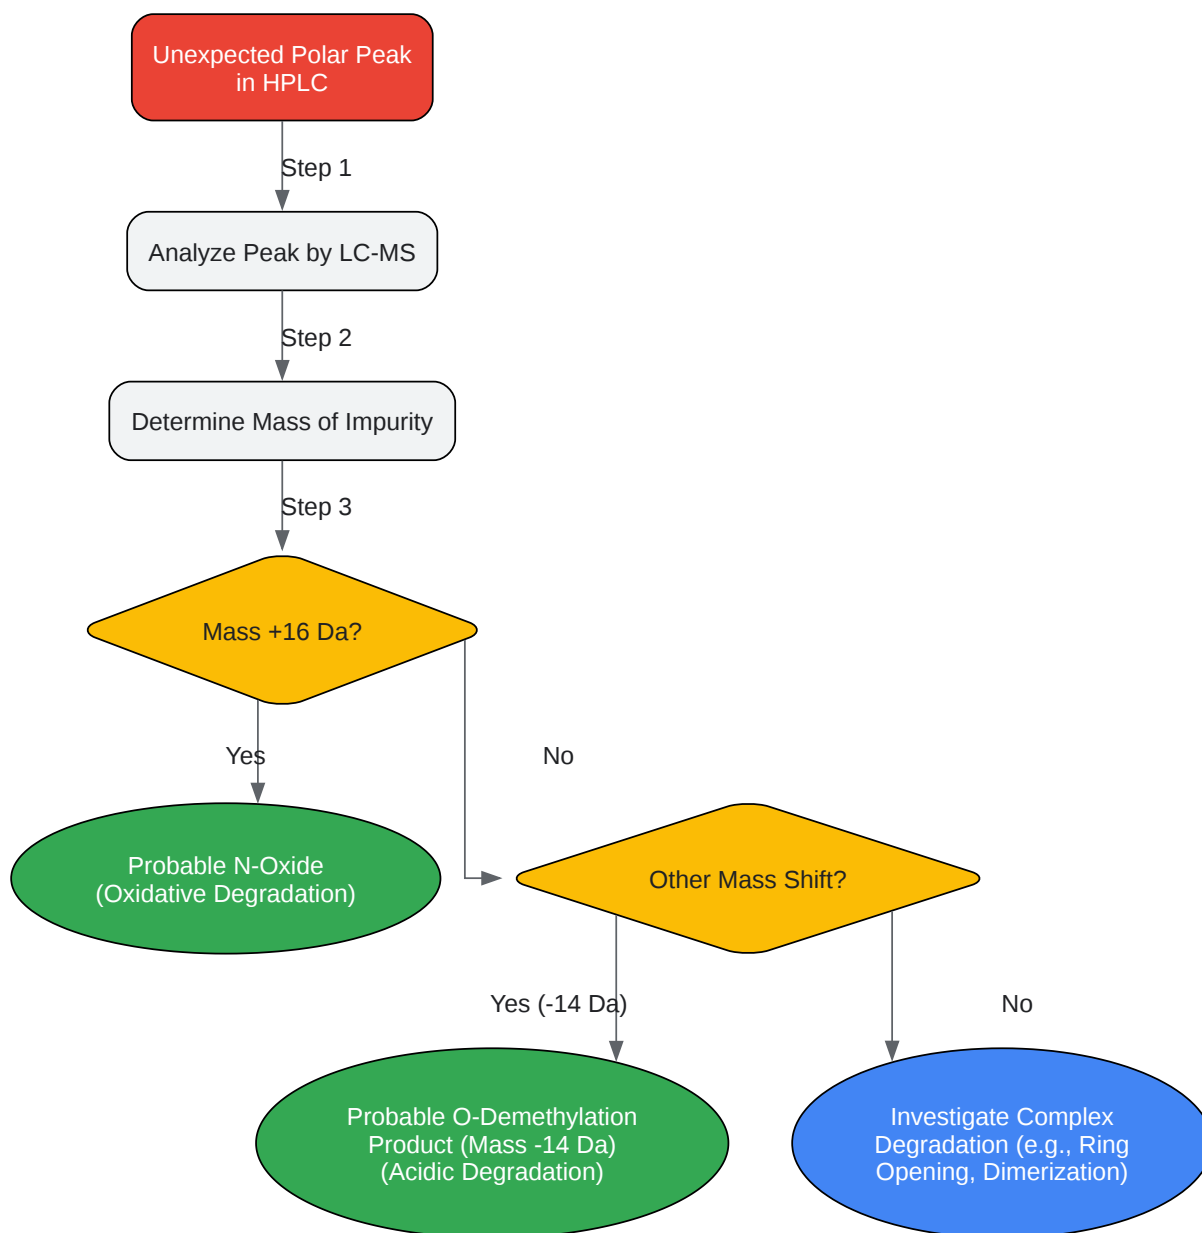 Unexpected Polar Peak
in HPLC
Step 1
Analyze Peak by LC-MS
Step 2
Determine Mass of Impurity
Step 3
Mass +16 Da?
Yes
No
Probable N-Oxide
(Oxidative Degradation)
Other Mass Shift?
Yes (-14 Da)
No
Probable O-Demethylation
Product (Mass -14 Da)
(Acidic Degradation)
Investigate Complex
Degradation (e.g., Ring
Opening, Dimerization)